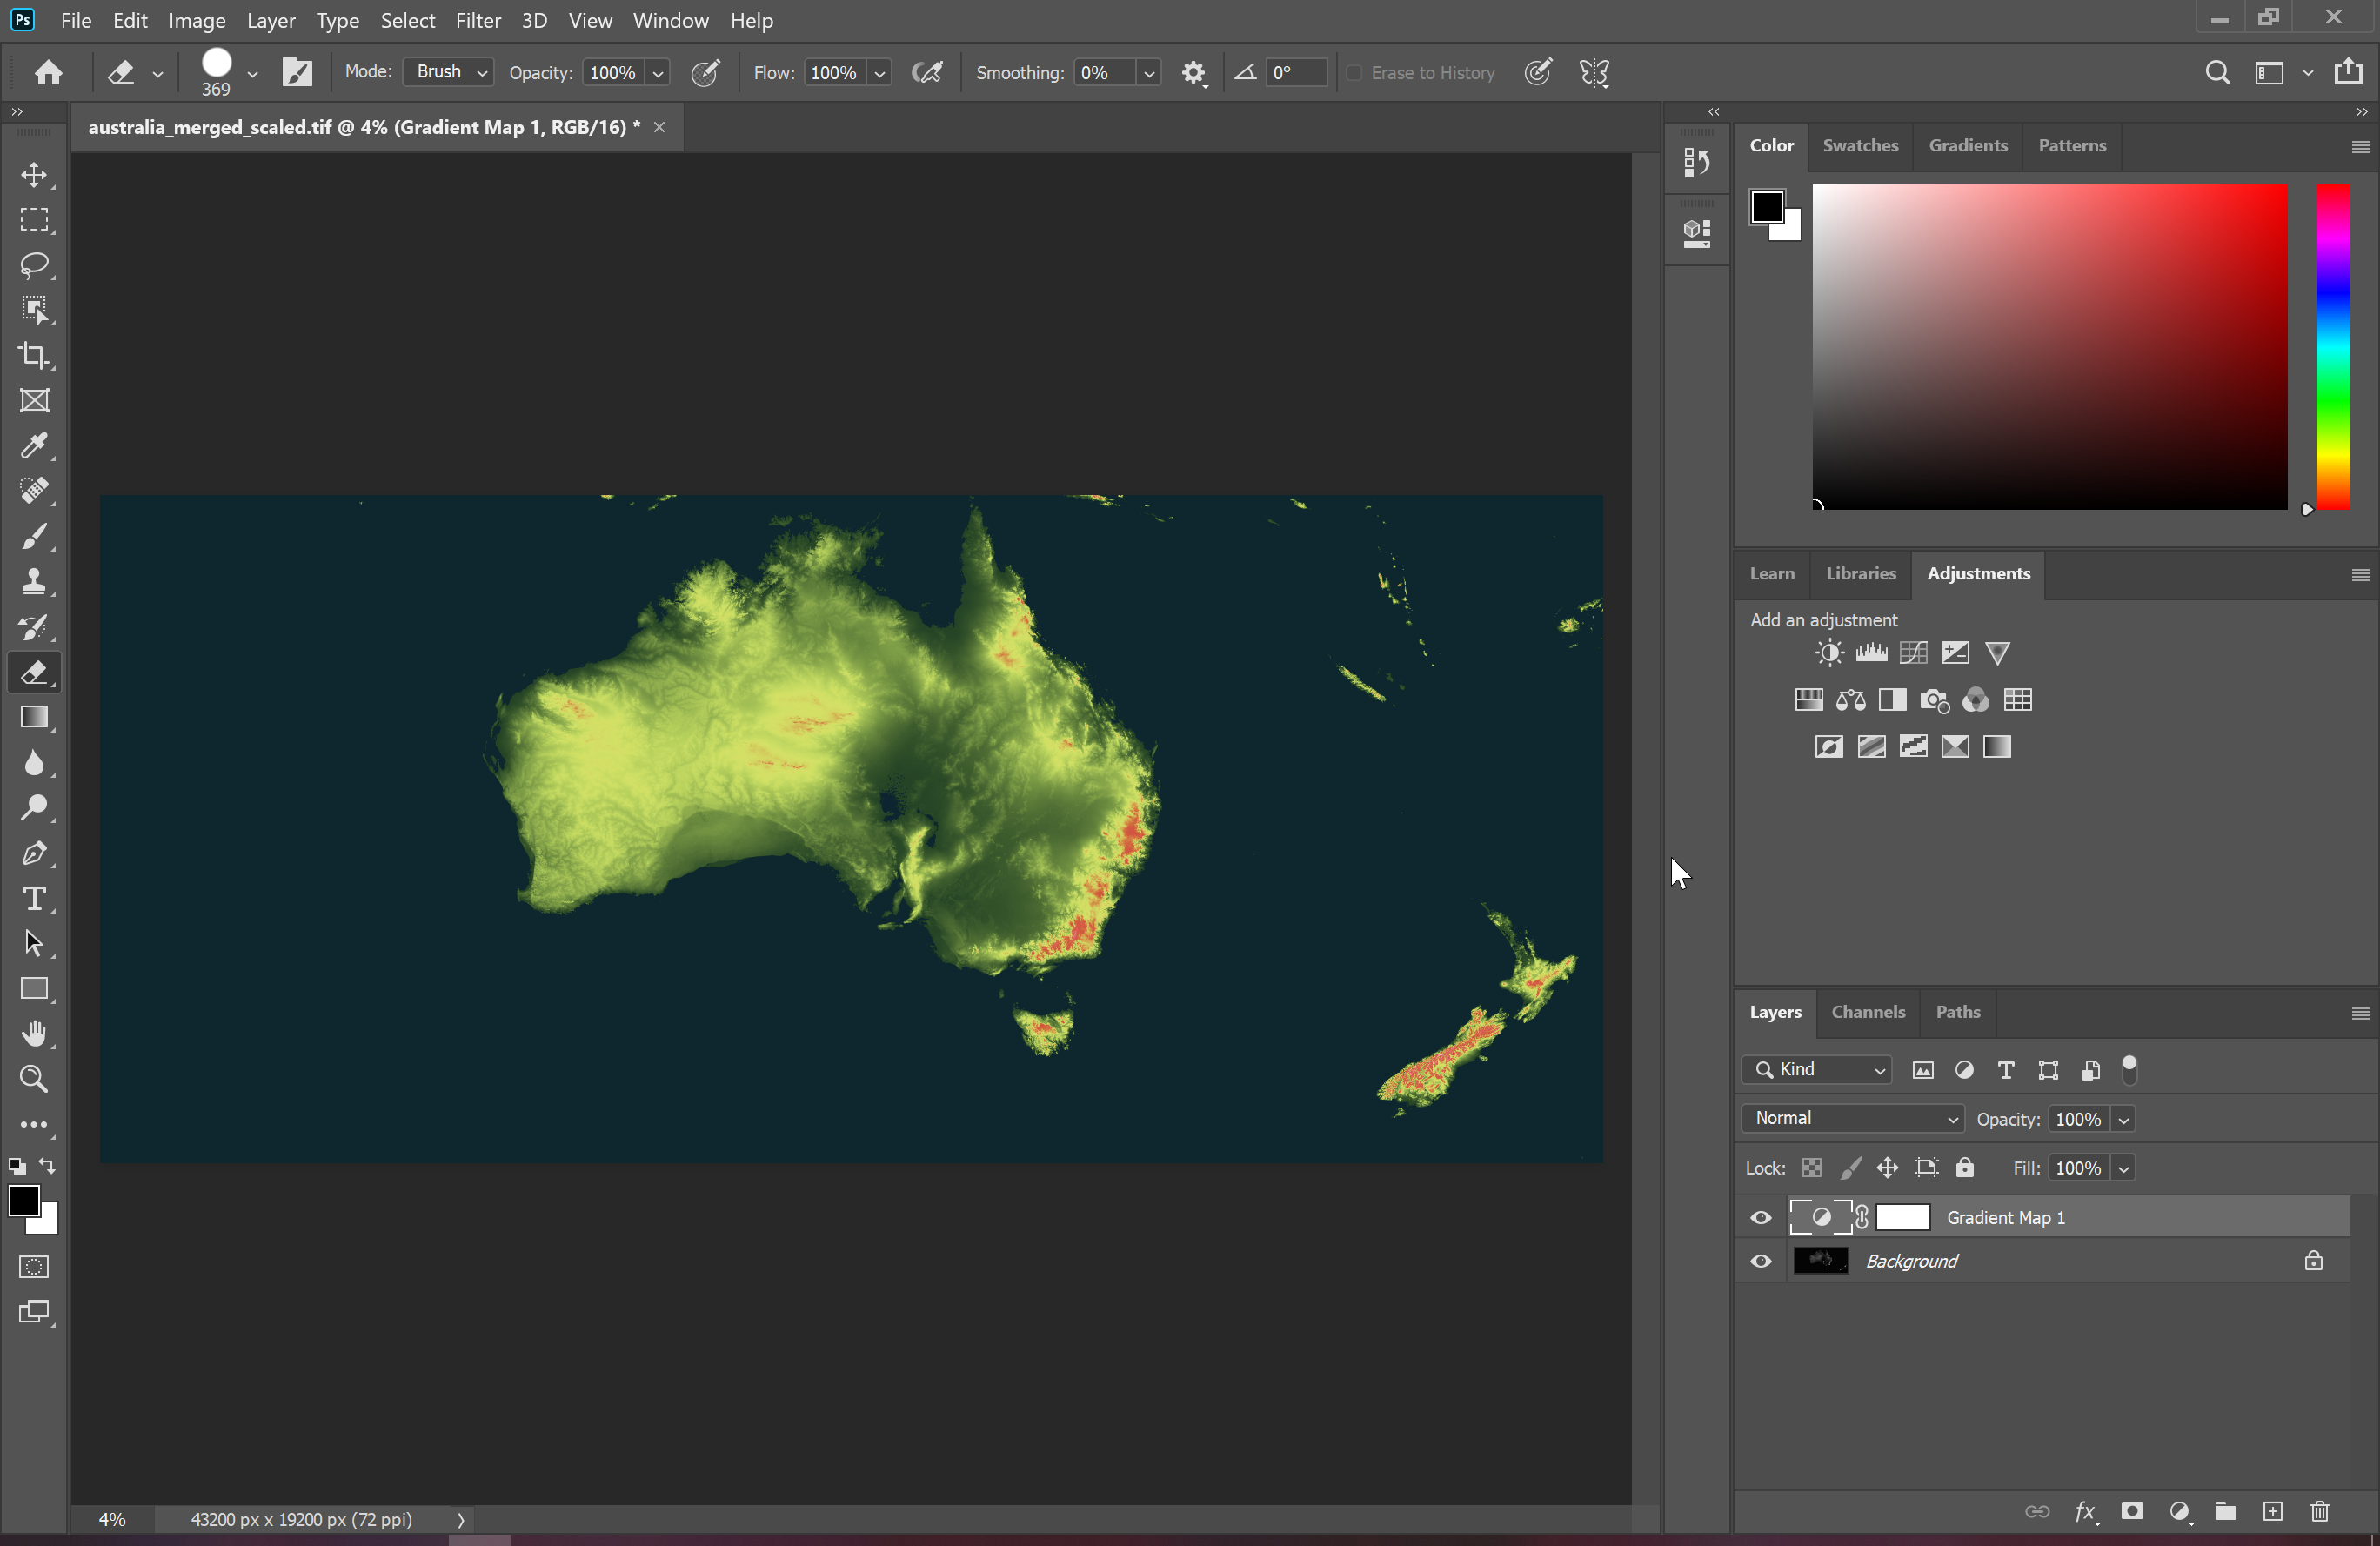 Ps File Edit Image Layer Type Select Filter 3D View Window Help
369 Mode: Brush Opacity: 100% Flow: 100% Smoothing: 0% 0° Erase to History
australia_merged_scaled.tif @ 4% (Gradient Map 1, RGB/16) *
Color Swatches Gradients Patterns
Learn Libraries Adjustments
Add an adjustment
Layers Channels Paths
Kind
Normal Opacity: 100%
Lock: Fill: 100%
Gradient Map 1
Background
fx
4% 43200 px x 19200 px (72 ppi)